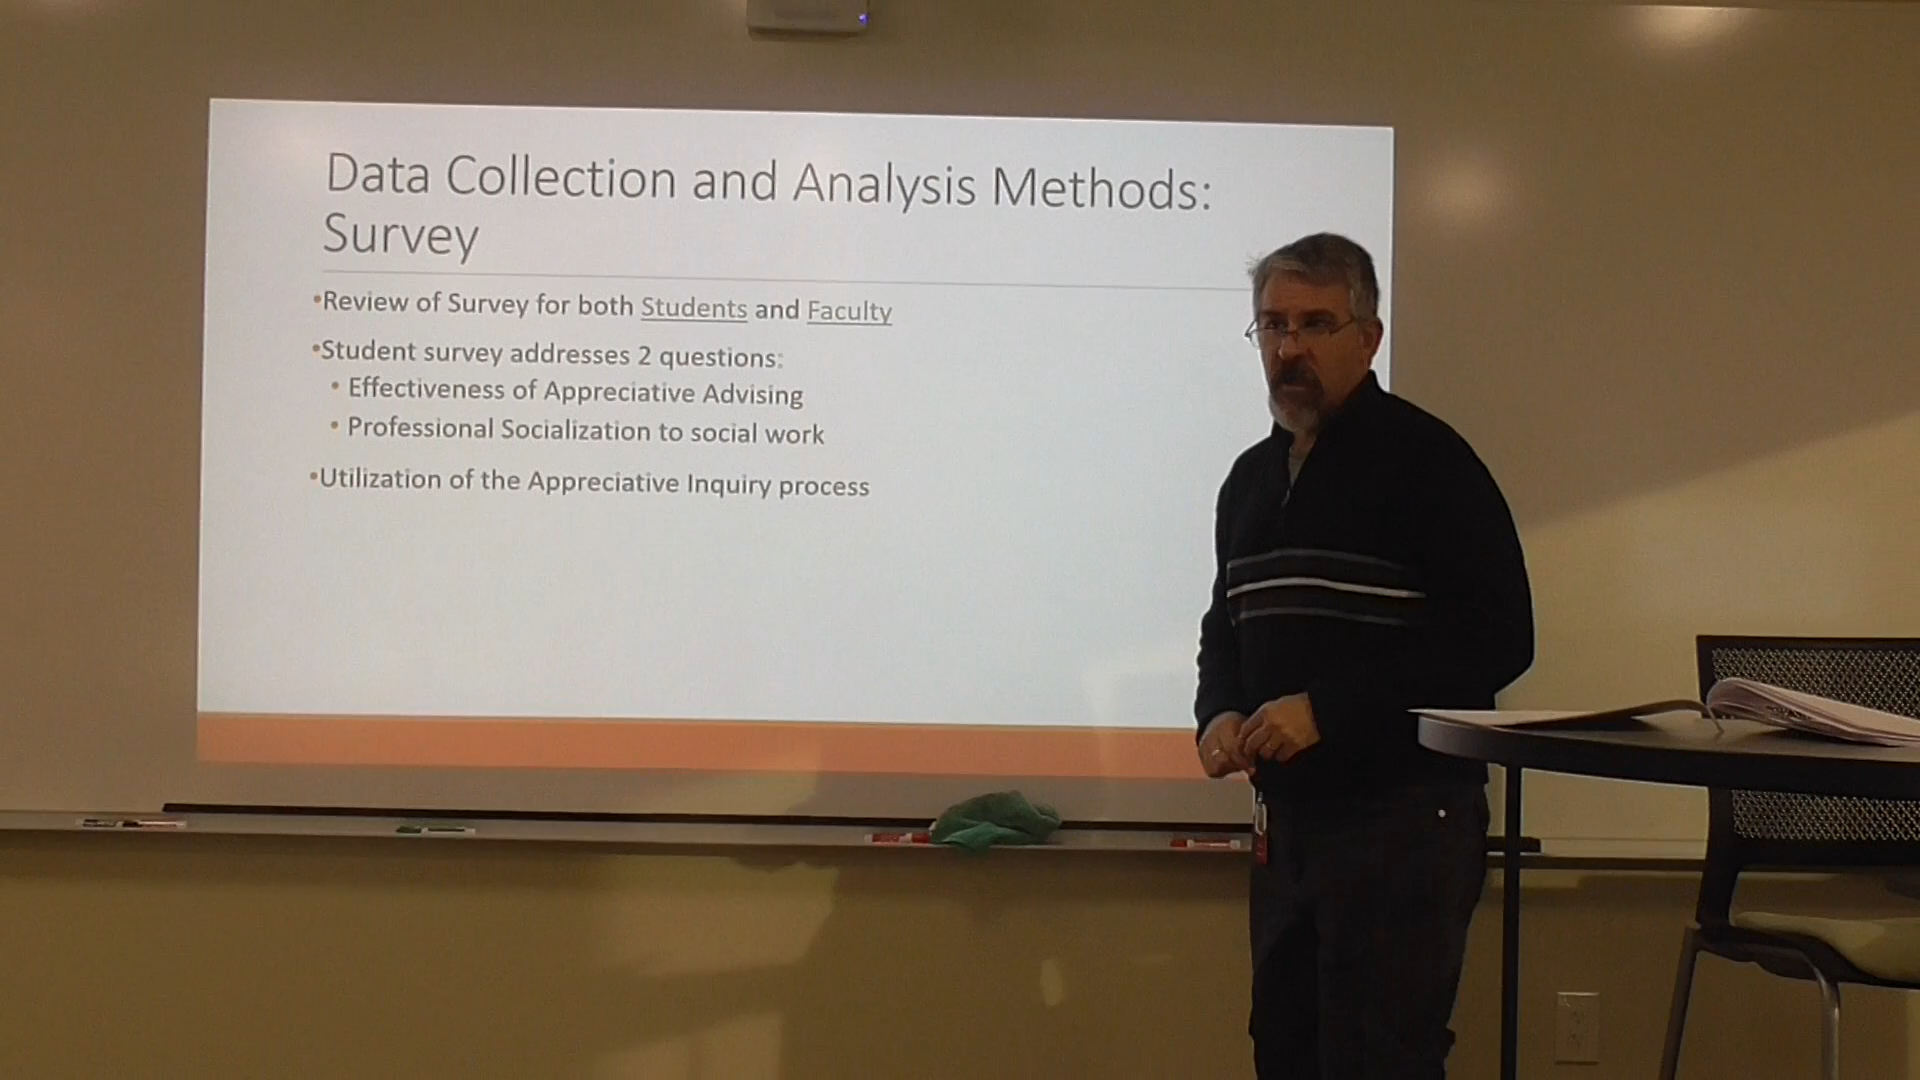 Data Collection and Analysis Methods:
Survey
•Review of Survey for both Students and Faculty
•Student survey addresses 2 questions:
• Effectiveness of Appreciative Advising
• Professional Socialization to social work
•Utilization of the Appreciative Inquiry process